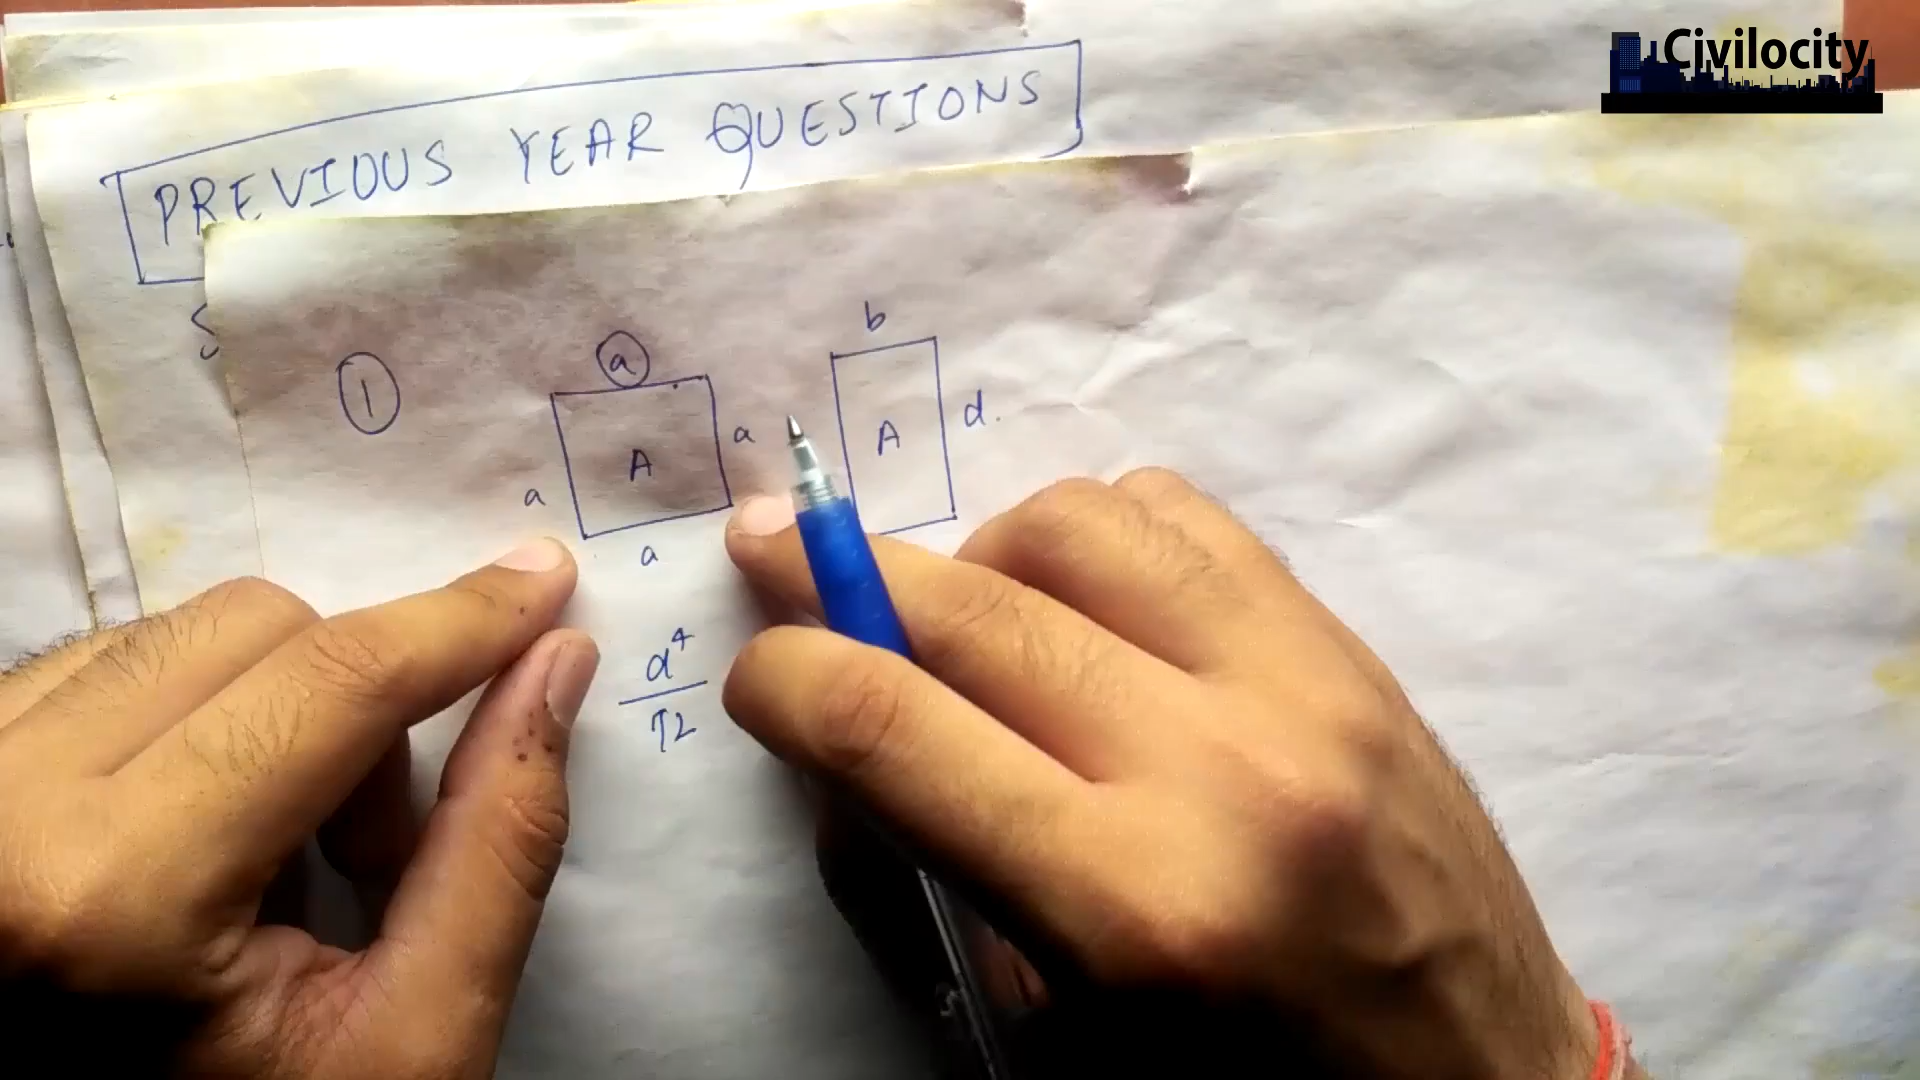 Civilocity
PREVIOUS YEAR QUESTIONS
S
1
a
b
a
A
a
A
d.
a
a⁴
12